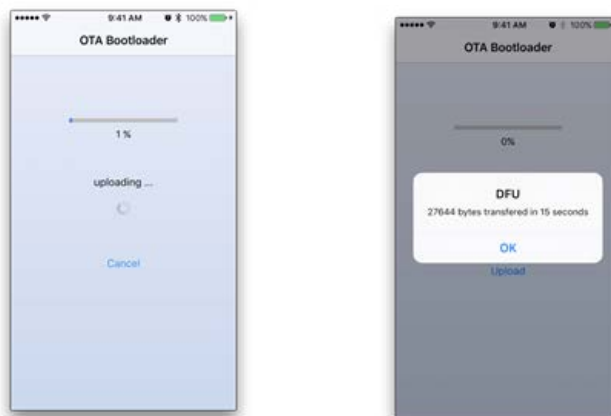 9:41 AM
100%
OTA Bootloader
1 %
uploading ...
Cancel
9:41 AM
100%
OTA Bootloader
0%
DFU
27644 bytes transfered in 15 seconds
OK
Upload